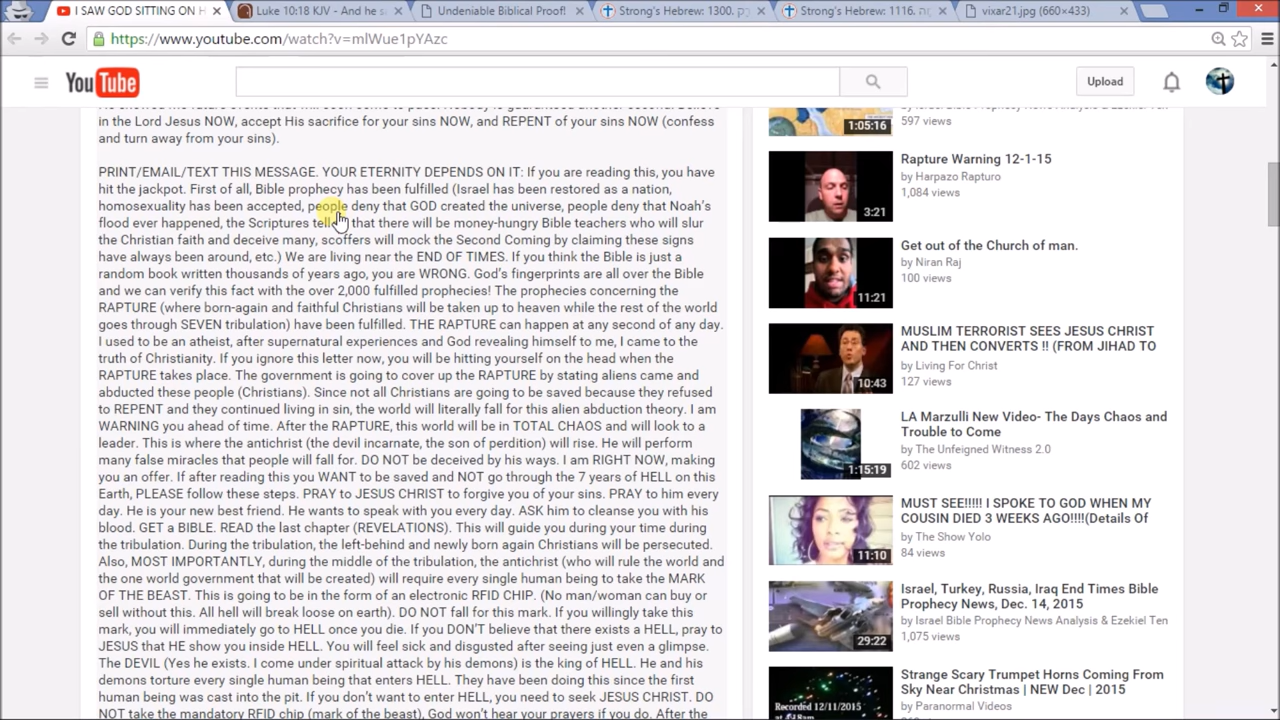 I SAW GOD SITTING ON H
Luke 10:18 KJV - And he s
Undeniable Biblical Proof!
Strong's Hebrew: 1300.
Strong's Hebrew: 1116.
vixar21.jpg (660×433)
https://www.youtube.com/watch?v=mlWue1pYAzc
YouTube
Upload
in the Lord Jesus NOW, accept His sacrifice for your sins NOW, and REPENT of your sins NOW (confess
and turn away from your sins).
PRINT/EMAIL/TEXT THIS MESSAGE YOUR ETERNITY DEPENDS ON IT: If you are reading this, you have
hit the jackpot. First of all, Bible prophecy has been fulfilled (Israel has been restored as a nation,
homosexuality has been accepted, people deny that GOD created the universe, people deny that Noah's
flood ever happened, the Scriptures tell us that there will be money-hungry Bible teachers who will slur
the Christian faith and deceive many, scoffers will mock the Second Coming by claiming these signs
have always been around, etc.) We are living near the END OF TIMES. If you think the Bible is just a
random book written thousands of years ago, you are WRONG. God's fingerprints are all over the Bible
and we can verify this fact with the over 2,000 fulfilled prophecies! The prophecies concerning the
RAPTURE (where born-again and faithful Christians will be taken up to heaven while the rest of the world
goes through SEVEN tribulation) have been fulfilled. THE RAPTURE can happen at any second of any day.
I used to be an atheist, after supernatural experiences and God revealing himself to me, I came to the
truth of Christianity. If you ignore this letter now, you will be hitting yourself on the head when the
RAPTURE takes place. The government is going to cover up the RAPTURE by stating aliens came and
abducted these people (Christians). Since not all Christians are going to be saved because they refused
to REPENT and they continued living in sin, the world will literally fall for this alien abduction theory. I am
WARNING you ahead of time. After the RAPTURE, this world will be in TOTAL CHAOS and will look to a
leader. This is where the antichrist (the devil incarnate, the son of perdition) will rise. He will perform
many false miracles that people will fall for. DO NOT be deceived by his ways. I am RIGHT NOW, making
you an offer. If after reading this you WANT to be saved and NOT go through the 7 years of HELL on this
Earth, PLEASE follow these steps. PRAY to JESUS CHRIST to forgive you of your sins. PRAY to him every
day. He is your new best friend. He wants to speak with you every day. ASK him to cleanse you with his
blood. GET a BIBLE. READ the last chapter (REVELATIONS). This will guide you during your time during
the tribulation. During the tribulation, the left-behind and newly born again Christians will be persecuted.
Also, MOST IMPORTANTLY, during the middle of the tribulation, the antichrist (who will rule the world and
the one world government that will be created) will require every single human being to take the MARK
OF THE BEAST. This is going to be in the form of an electronic RFID CHIP. (No man/woman can buy or
sell without this. All hell will break loose on earth). DO NOT fall for this mark. If you willingly take this
mark, you will immediately go to HELL once you die. If you DON'T believe that there exists a HELL, pray to
JESUS that HE show you inside HELL. You will feel sick and disgusted after seeing just even a glimpse.
The DEVIL (Yes he exists. I come under spiritual attack by his demons) is the king of HELL. He and his
demons torture every single human being that enters HELL. They have been doing this since the first
human being was cast into the fire. If you don't want to enter HELL, you need to seek JESUS CHRIST. DO
NOT take the mandatory RFID chip (mark of the beast). God won't hear your prayers if you do. After the
1:05:16
597 views
Rapture Warning 12-1-15
by Harpazo Rapturo
1,084 views
3:21
Get out of the Church of man.
by Niran Raj
100 views
11:21
MUSLIM TERRORIST SEES JESUS CHRIST
AND THEN CONVERTS !! (FROM JIHAD TO
by Living For Christ
127 views
10:43
LA Marzulli New Video- The Days Chaos and
Trouble to Come
by The Unfeigned Witness 2.0
602 views
1:15:19
MUST SEE!!!!! I SPOKE TO GOD WHEN MY
COUSIN DIED 3 WEEKS AGO!!!!(Details Of
by The Show Yolo
84 views
11:10
Israel, Turkey, Russia, Iraq End Times Bible
Prophecy News, Dec. 14, 2015
by Israel Bible Prophecy News Analysis & Ezekiel Ten
1,075 views
29:22
Strange Scary Trumpet Horns Coming From
Sky Near Christmas | NEW Dec | 2015
by Paranormal Videos
Recorded 12/11/2015